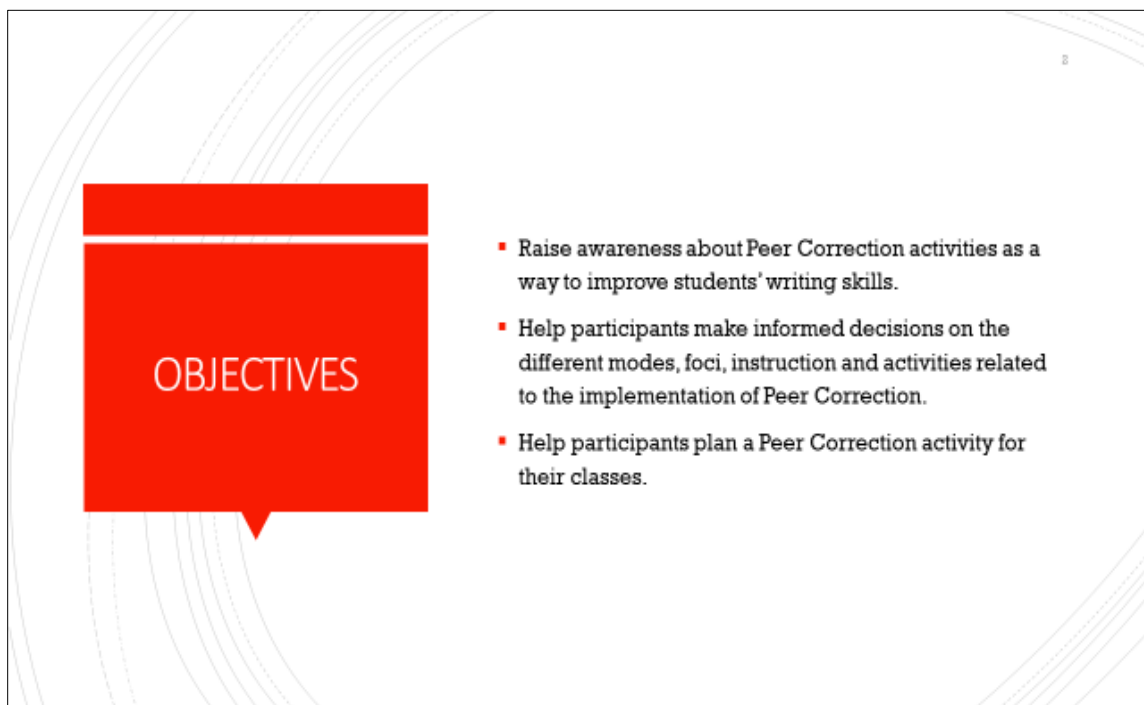 OBJECTIVES
▪ Raise awareness about Peer Correction activities as a
way to improve students' writing skills.
▪ Help participants make informed decisions on the
different modes, foci, instruction and activities related
to the implementation of Peer Correction.
▪ Help participants plan a Peer Correction activity for
their classes.